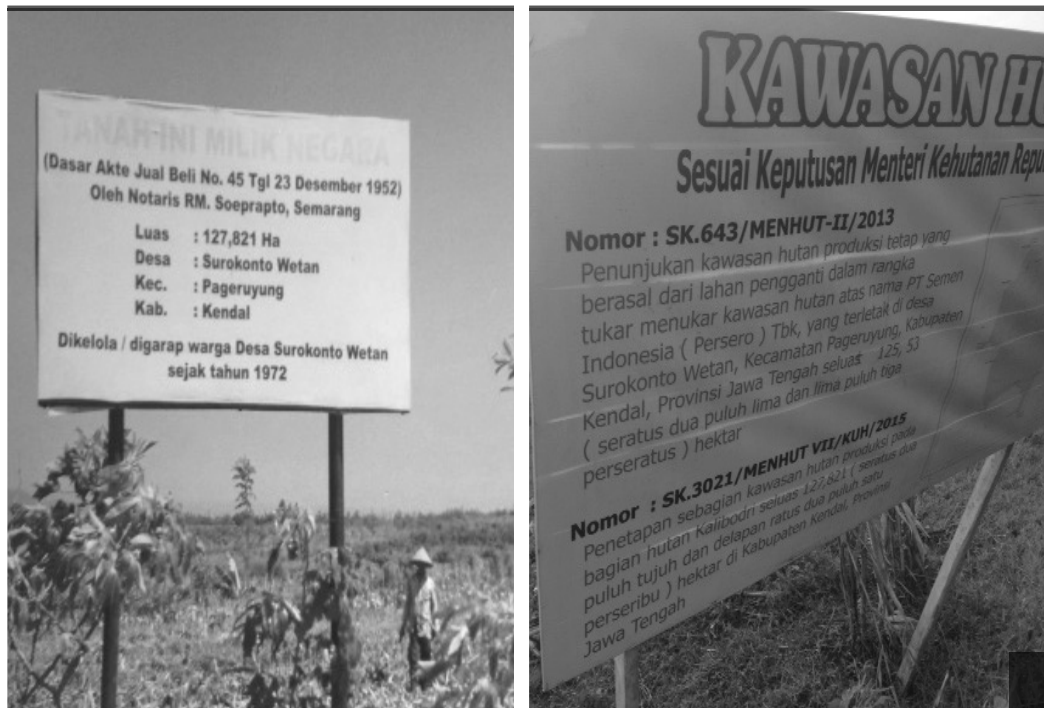 TANAH INI MILIK NEGARA
(Dasar Akte Jual Beli No. 45 Tgl 23 Desember 1952)
Oleh Notaris RM. Soeprapto, Semarang
Luas : 127,821 Ha
Desa : Surokonto Wetan
Kec. : Pageruyung
Kab. : Kendal
Dikelola / digarap warga Desa Surokonto Wetan
sejak tahun 1972
KAWASAN HU
Sesuai Keputusan Menteri Kehutanan Repu
Nomor : SK.643/MENHUT-II/2013
Penunjukan kawasan hutan produksi tetap yang
berasal dari lahan pengganti dalam rangka
tukar menukar kawasan hutan atas nama PT Semen
Indonesia ( Persero ) Tbk, yang terletak di desa
Surokonto Wetan, Kecamatan Pageruyung, Kabupaten
Kendal, Provinsi Jawa Tengah seluas 125, 53
( seratus dua puluh lima dan lima puluh tiga
perseratus ) hektar
Nomor : SK.3021/MENHUT VII/KUH/2015
Penetapan sebagian kawasan hutan produksi pada
bagian hutan Kalibodri seluas 127,821 ( seratus dua
puluh tujuh dan delapan ratus dua puluh satu
perseribu ) hektar di Kabupaten Kendal, Provinsi
Jawa Tengah